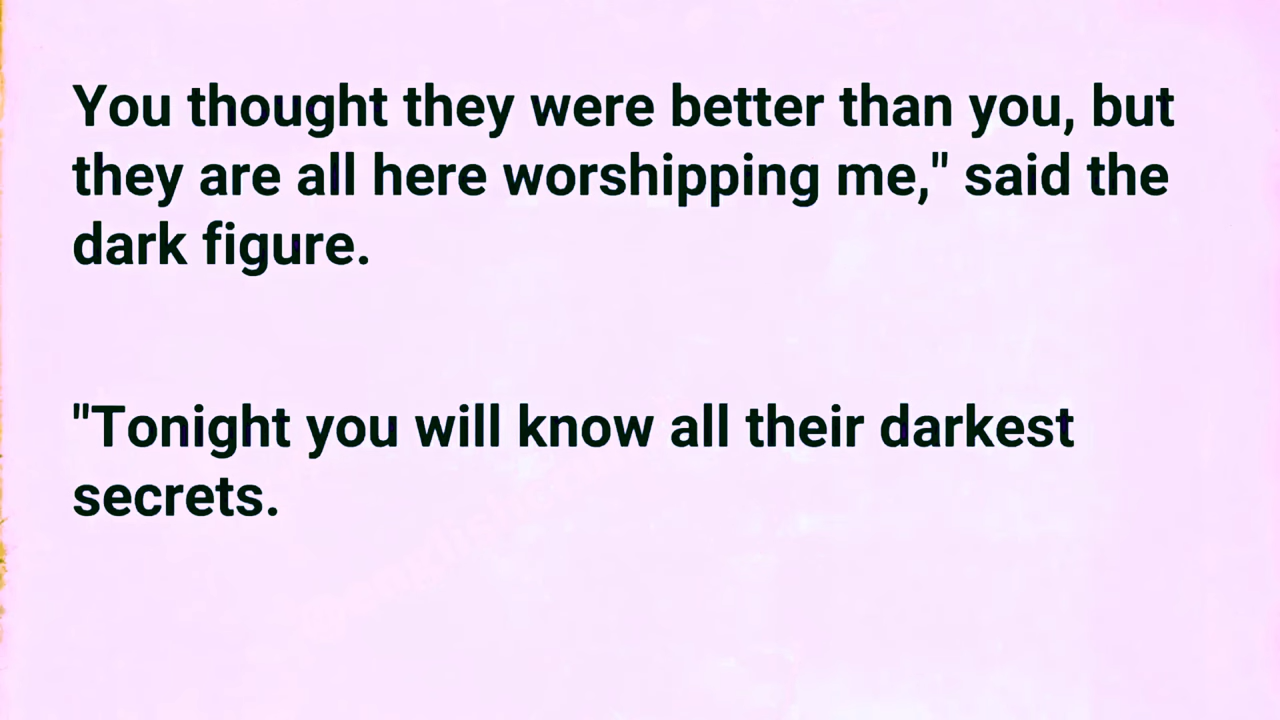 You thought they were better than you, but
they are all here worshipping me," said the
dark figure.
"Tonight you will know all their darkest
secrets.